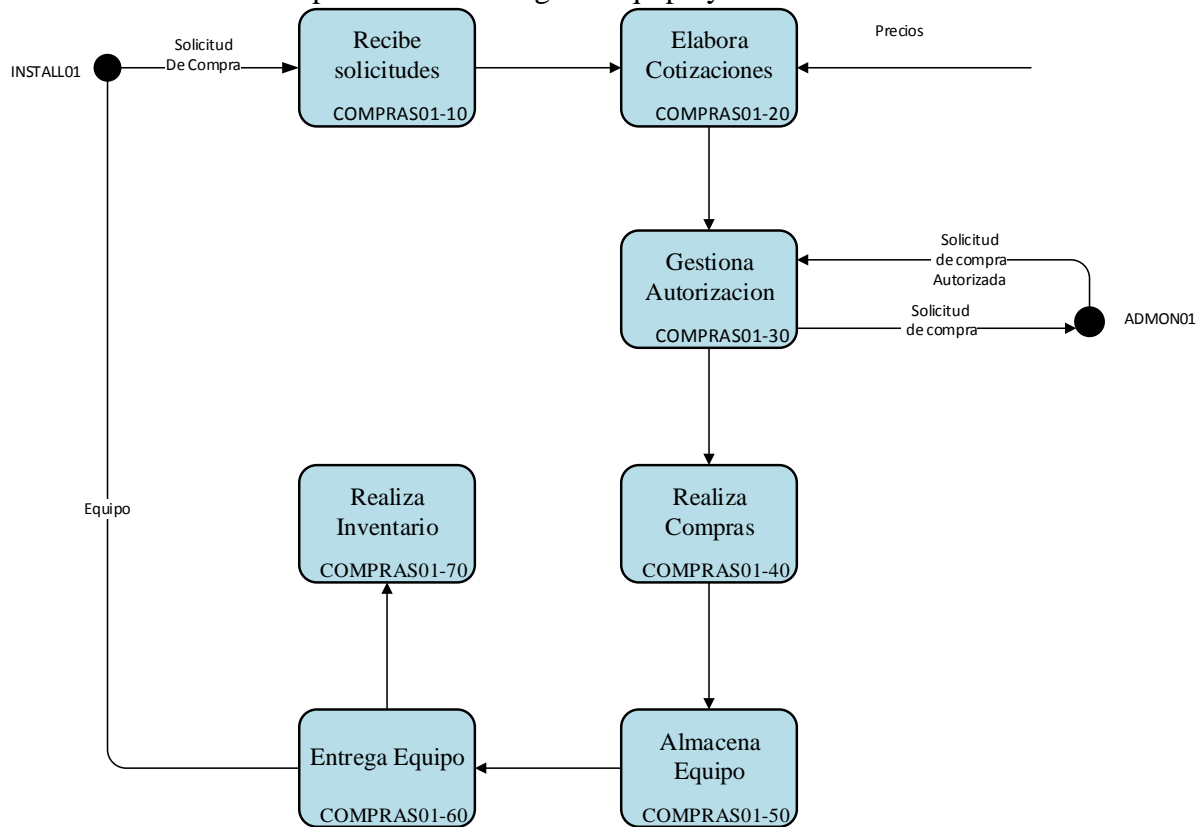 Solicitud
De Compra
INSTALL01
Recibe
solicitudes
COMPRAS01-10
Elabora
Cotizaciones
COMPRAS01-20
Precios
Gestiona
Autorizacion
COMPRAS01-30
Solicitud
de compra
Autorizada
Solicitud
de compra
ADMON01
Realiza
Inventario
COMPRAS01-70
Realiza
Compras
COMPRAS01-40
Equipo
Entrega Equipo
COMPRAS01-60
Almacena
Equipo
COMPRAS01-50